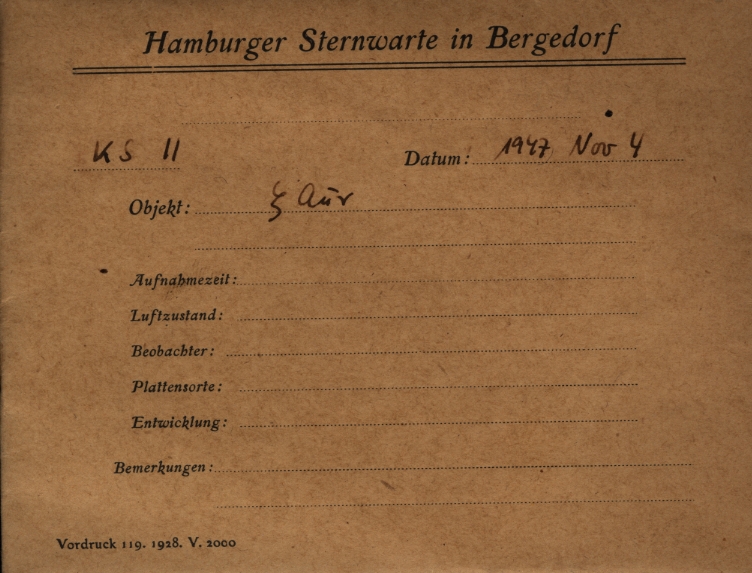 Hamburger Sternwarte in Bergedorf
KS II Datum: 1947 Nov 4
Objekt: ζ Aur
Aufnahmezeit:
Luftzustand:
Beobachter:
Plattensorte:
Entwicklung:
Bemerkungen:
Vordruck 119. 1928. V. 2000